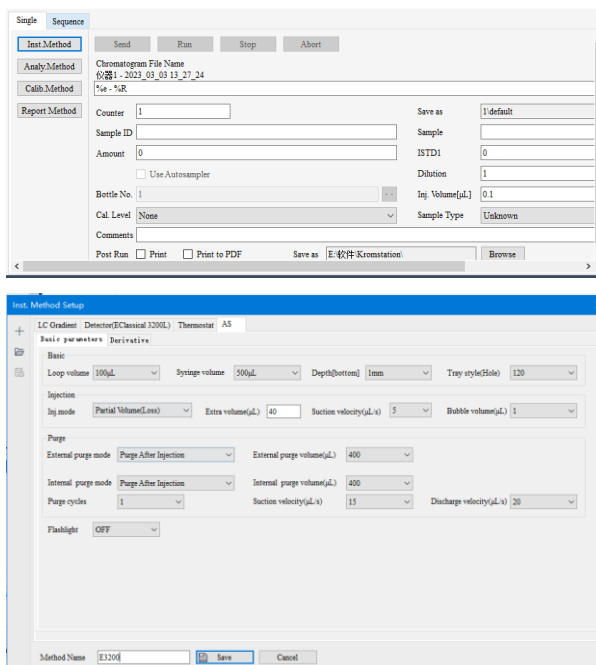 Single Sequence
Inst.Method Send Run Stop Abort
Analy.Method Chromatogram File Name
仪器1 - 2023_03_03 13_27_24
Calib.Method %e - %R
Report Method Counter 1 Save as 1\default
Sample ID Sample
Amount 0 ISTD1 0
Use Autosampler Dilution 1
Bottle No. 1 - - Inj. Volume[µL] 0.1
Cal. Level None Sample Type Unknown
Comments
Post Run Print Print to PDF Save as E:\软件\Kromstation\ Browse
Inst. Method Setup
LC Gradient Detector(EClassical 3200L) Thermostat AS
Basic parameters Derivative
Basic
Loop volume 100µL Syringe volume 500µL Depth[bottom] 1mm Tray style(Hole) 120
Injection
Inj.mode Partial Volume(Loss) Extra volume(µL) 40 Suction velocity(µL/s) 5 Bubble volume(µL) 1
Purge
External purge mode Purge After Injection External purge volume(µL) 400
Internal purge mode Purge After Injection Internal purge volume(µL) 400
Purge cycles 1 Suction velocity(µL/s) 15 Discharge velocity(µL/s) 20
Flashlight OFF
Method Name E3200 Save Cancel